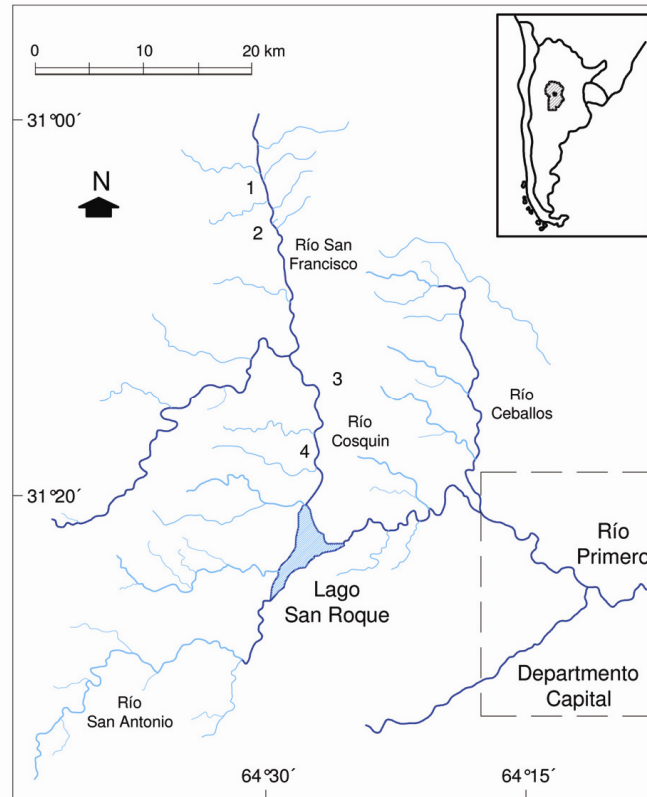 0 10 20 km
31°00´
N
1
2
Río San
Francisco
3
Río
Ceballos
Río
Cosquin
4
31°20´
Río
Primero
Lago
San Roque
Departmento
Capital
Río
San Antonio
64°30´ 64°15´